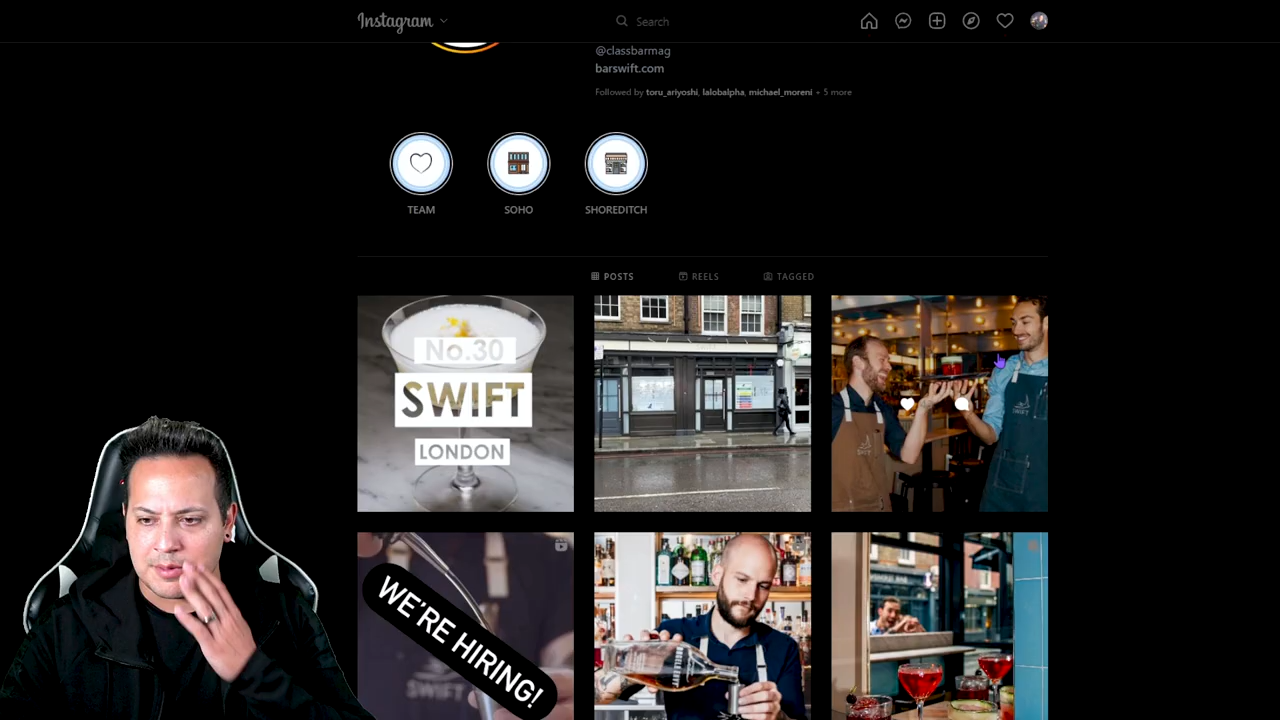 Instagram
Search
@classbarmag
barswift.com
Followed by toru_ariyoshi, lalobalpha, michael_moreni • 5 more
TEAM
SOHO
SHOREDITCH
POSTS
REELS
TAGGED
No.30
SWIFT
LONDON
WE'RE HIRING!
SWIFT